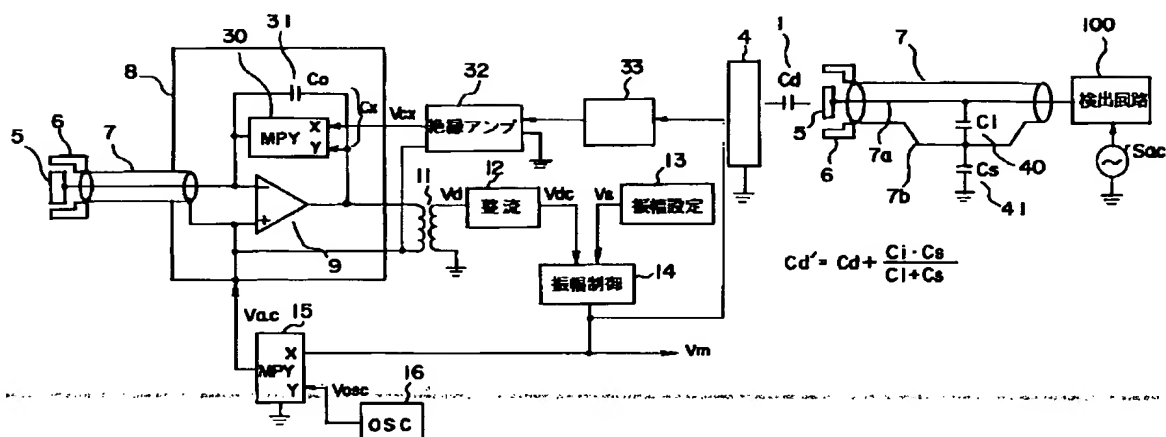 31
30
Co
8
Cx
32
33
4
1
Cd
7
100
6
7
MPY
X
Y
Vcx
絶縁アンプ
検出回路
5
5
7a
Cl
40
Sac
6
7b
Cs
41
11
12
13
Vd
整流
Vdc
Vs
振幅設定
9
14
振幅制御
Cd' = Cd + Ci · Cs / Cl + Cs
Vac
15
X
MPY
Y
Vm
Vosc
16
OSC